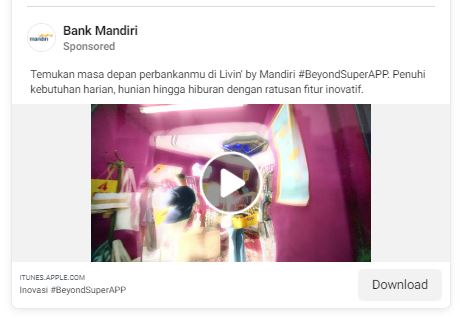 mandiri
Bank Mandiri
Sponsored
Temukan masa depan perbankanmu di Livin' by Mandiri #BeyondSuperAPP. Penuhi
kebutuhan harian, hunian hingga hiburan dengan ratusan fitur inovatif.
ITUNES.APPLE.COM
Inovasi #BeyondSuperAPP
Download